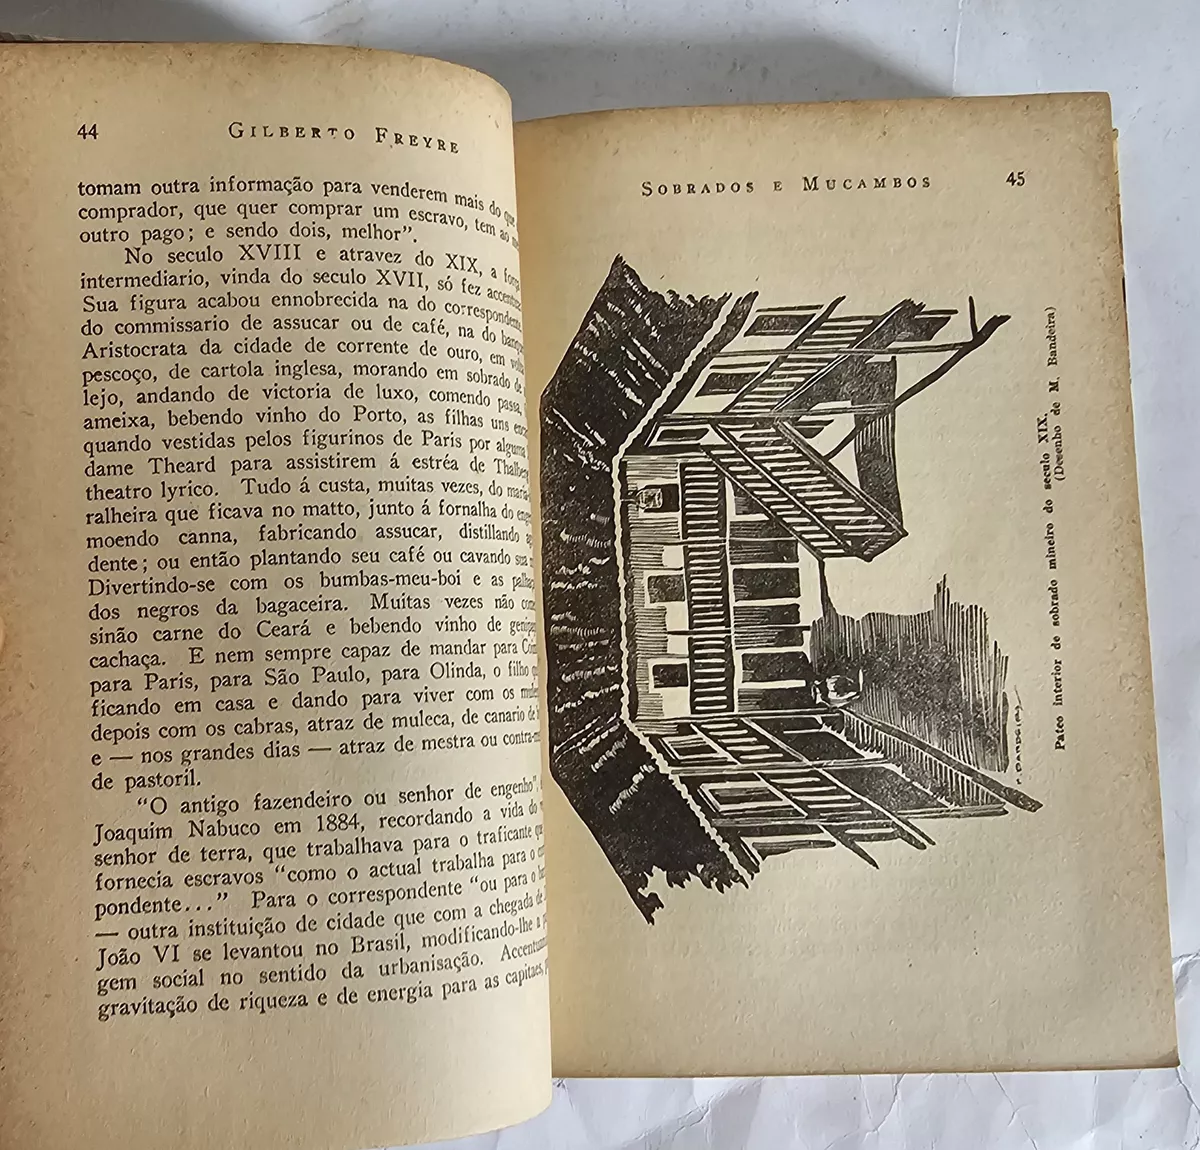 44 GILBERTO FREYRE
tomam outra informação para venderem mais do que
comprador, que quer comprar um escravo, tem ao
outro pago; e sendo dois, melhor".
No seculo XVIII e atravez do XIX, a
intermediario, vinda do seculo XVII, só fez
Sua figura acabou ennobrecida na do
do commissario de assucar ou de café, na do
Aristocrata da cidade de corrente de ouro, em
pescoço, de cartola inglesa, morando em sobrado de
lejo, andando de victoria de luxo, comendo passa,
ameixa, bebendo vinho do Porto, as filhas uns
quando vestidas pelos figurinos de Paris por alguma
dame Theard para assistirem á estréa de
theatro lyrico. Tudo á custa, muitas vezes, do
ralheira que ficava no matto, junto á fornalha do
moendo canna, fabricando assucar, distillando
dente; ou então plantando seu café ou cavando sua
Divertindo-se com os bumbas-meu-boi e as
dos negros da bagaceira. Muitas vezes não
sinão carne do Ceará e bebendo vinho de
cachaça. E nem sempre capaz de mandar para
para Paris, para São Paulo, para Olinda, o filho
ficando em casa e dando para viver com os
depois com os cabras, atraz de muleca, de canario de
e — nos grandes dias — atraz de mestra ou
de pastoril.
"O antigo fazendeiro ou senhor de engenho",
Joaquim Nabuco em 1884, recordando a vida do
senhor de terra, que trabalhava para o traficante que
fornecia escravos "como o actual trabalha para o
pondente..." Para o correspondente "ou para o
— outra instituição de cidade que com a chegada de
João VI se levantou no Brasil, modificando-lhe a
gem social no sentido da urbanisação.
gravitação de riqueza e de energia para as capitaes,
SOBRADOS E MUCAMBOS 45
M. BANDEIRA
Pateo interior de sobrado mineiro do seculo XIX.
(Desenho de M. Bandeira)